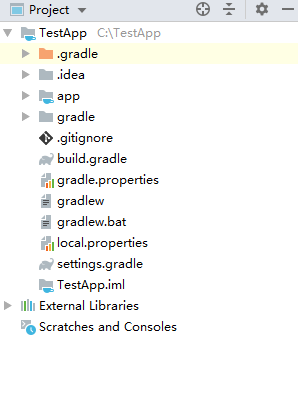 Project
TestApp C:\TestApp
.gradle
.idea
app
gradle
.gitignore
build.gradle
gradle.properties
gradlew
gradlew.bat
local.properties
settings.gradle
TestApp.iml
External Libraries
Scratches and Consoles